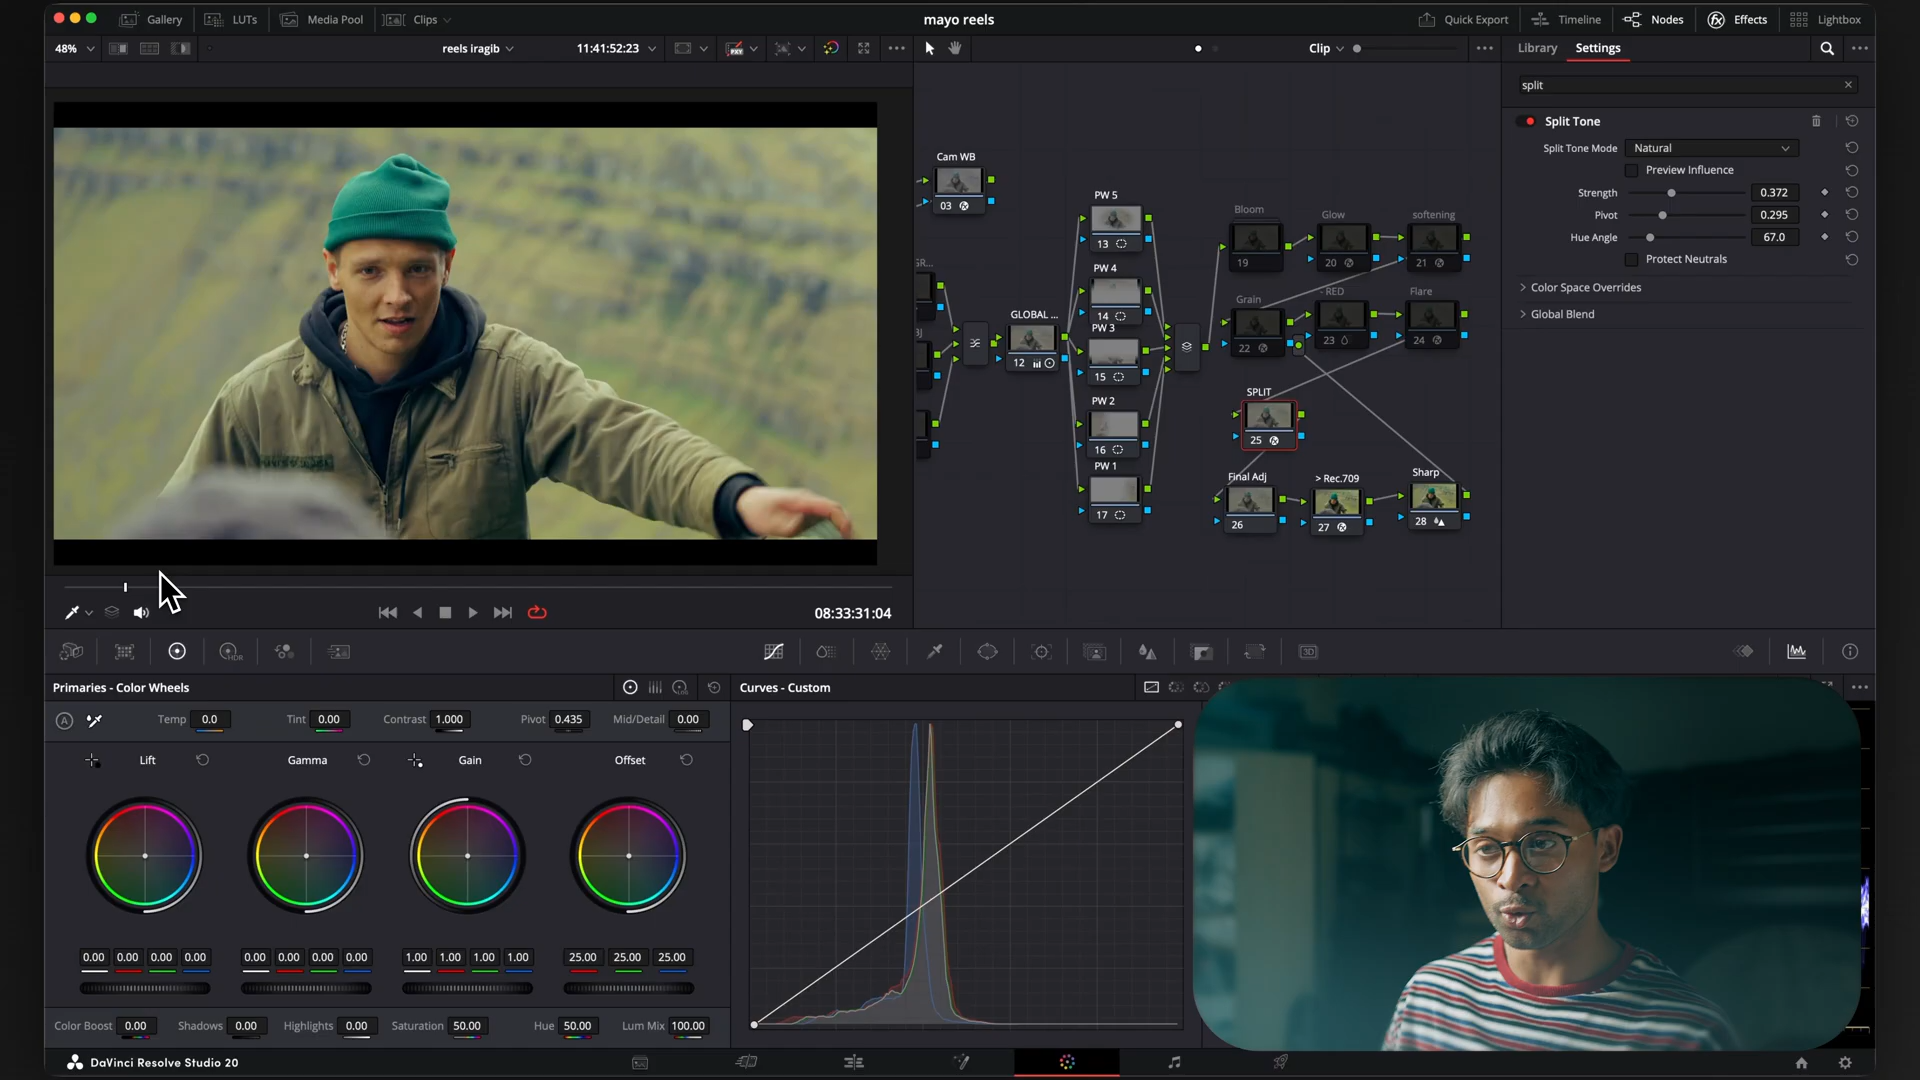 Gallery LUTs Media Pool Clips mayo reels Quick Export Timeline Nodes Effects Lightbox
48% reels iragib 11:41:52:23 Clip Library Settings
split
Split Tone
Split Tone Mode Natural
Preview Influence
Strength 0.372
Pivot 0.295
Hue Angle 67.0
Protect Neutrals
Color Space Overrides
Global Blend
Cam WB
03
GLOBAL ...
12
PW 5
13
PW 4
14
PW 3
15
PW 2
16
PW 1
17
Bloom Glow softening
19 20 21
Grain - RED Flare
22 23 24
SPLIT
25
Final Adj > Rec.709 Sharp
26 27 28
08:33:31:04
HDR
3D
Primaries - Color Wheels Curves - Custom
LOG
A Temp 0.0 Tint 0.00 Contrast 1.000 Pivot 0.435 Mid/Detail 0.00
Lift Gamma Gain Offset
0.00 0.00 0.00 0.00 0.00 0.00 0.00 0.00 1.00 1.00 1.00 1.00 25.00 25.00 25.00
Color Boost 0.00 Shadows 0.00 Highlights 0.00 Saturation 50.00 Hue 50.00 Lum Mix 100.00
DaVinci Resolve Studio 20